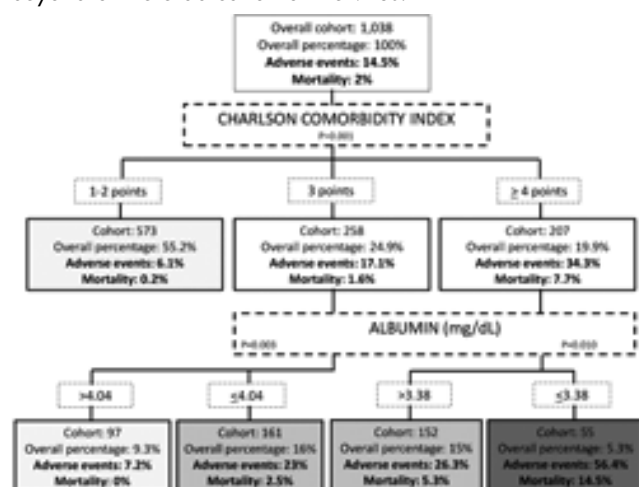 Overall cohort: 1,038
Overall percentage: 100%
Adverse events: 14.5%
Mortality: 2%
CHARLSON COMORBIDITY INDEX
P<0.001
1-2 points
3 points
≥ 4 points
Cohort: 573
Overall percentage: 55.2%
Adverse events: 6.1%
Mortality: 0.2%
Cohort: 258
Overall percentage: 24.9%
Adverse events: 17.1%
Mortality: 1.6%
Cohort: 207
Overall percentage: 19.9%
Adverse events: 34.3%
Mortality: 7.7%
ALBUMIN (mg/dL)
P=0.003
P=0.010
>4.04
≤4.04
>3.38
≤3.38
Cohort: 97
Overall percentage: 9.3%
Adverse events: 7.2%
Mortality: 0%
Cohort: 161
Overall percentage: 16%
Adverse events: 23%
Mortality: 2.5%
Cohort: 152
Overall percentage: 15%
Adverse events: 26.3%
Mortality: 5.3%
Cohort: 55
Overall percentage: 5.3%
Adverse events: 56.4%
Mortality: 14.5%